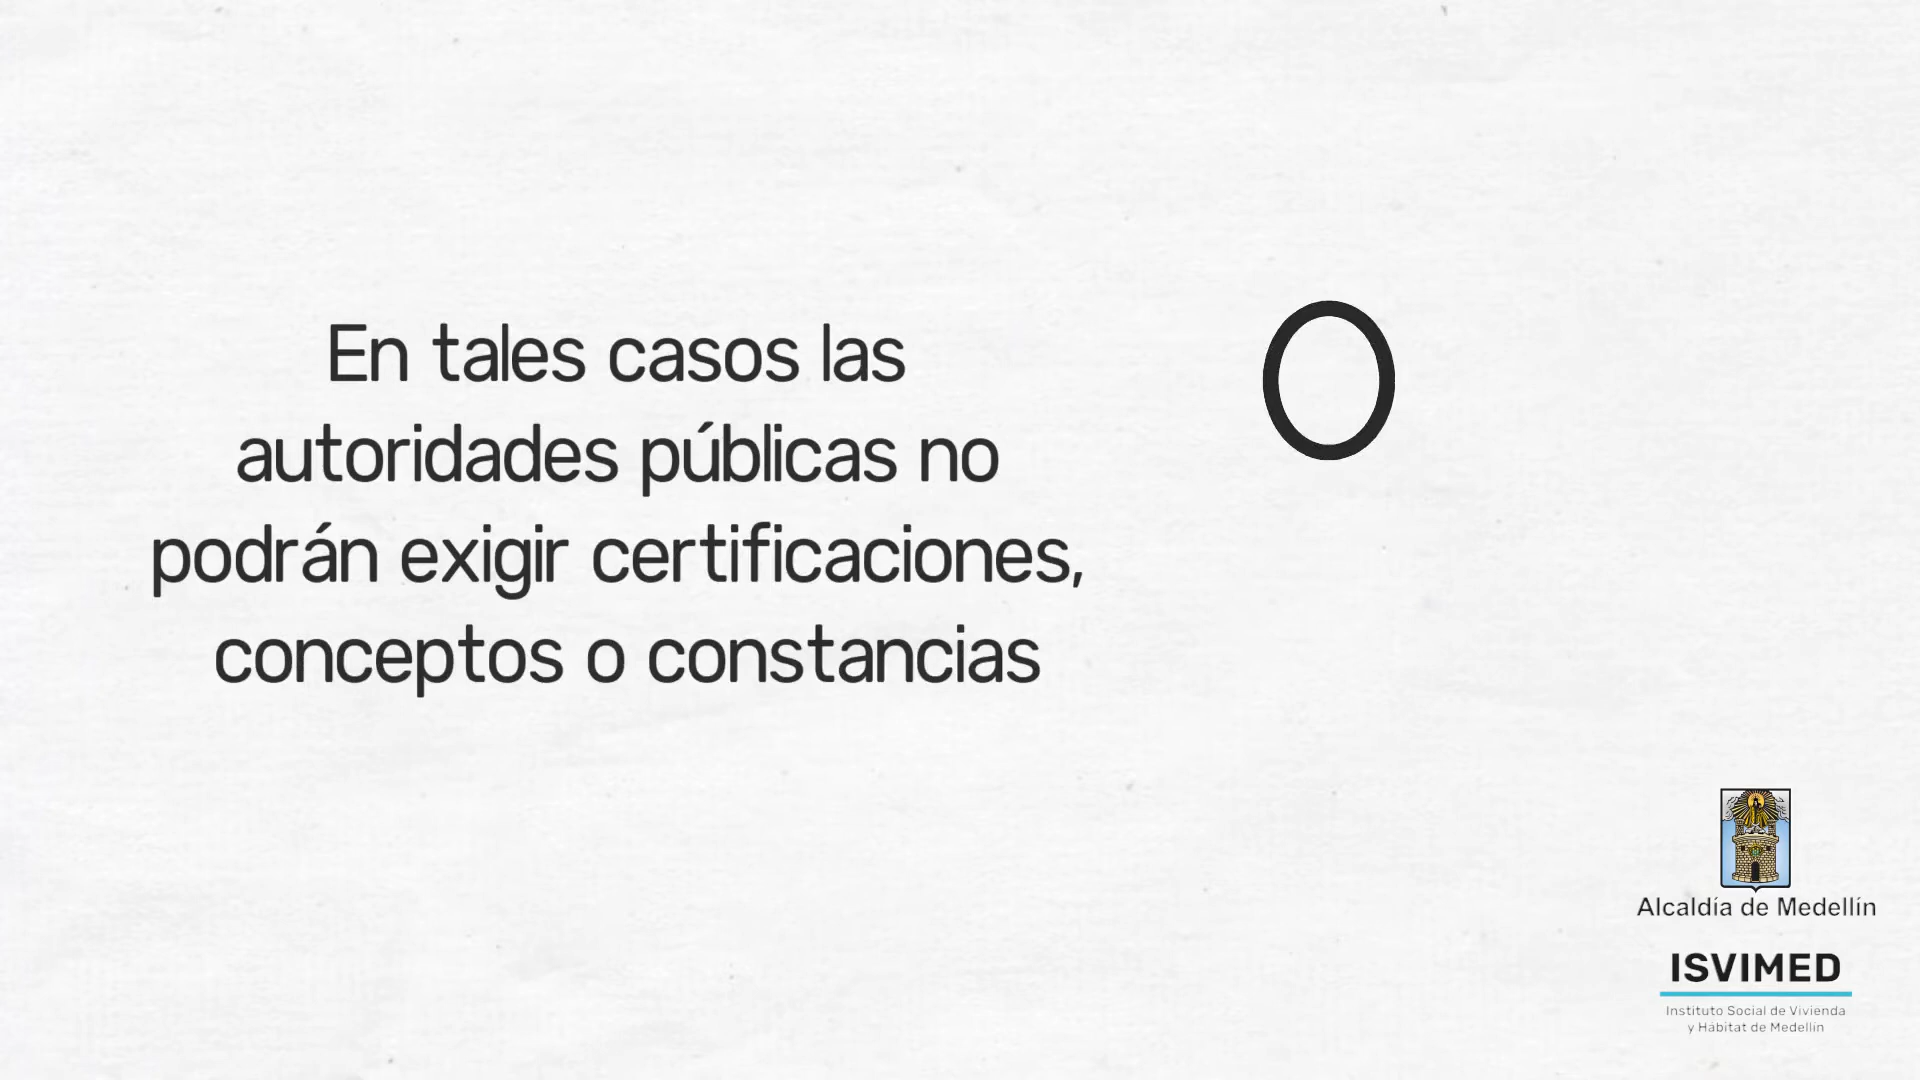 En tales casos las
autoridades públicas no
podrán exigir certificaciones,
conceptos o constancias
Alcaldía de Medellín
ISVIMED
Instituto Social de Vivienda
y Hábitat de Medellín